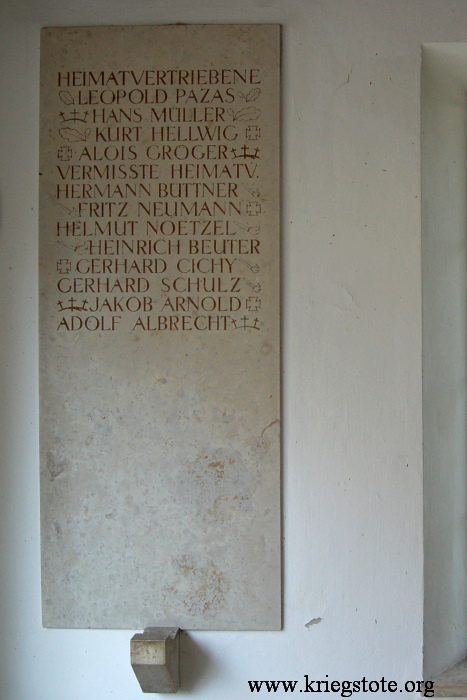 HEIMATVERTRIEBENE
LEOPOLD PAZAS
HANS MÜLLER
KURT HELLWIG
ALOIS GRÖGER
VERMISSTE HEIMATV.
HERMANN BÜTTNER
FRITZ NEUMANN
HELMUT NOETZEL
HEINRICH BEUTER
GERHARD CICHY
GERHARD SCHULZ
JAKOB ARNOLD
ADOLF ALBRECHT
www.kriegstote.org